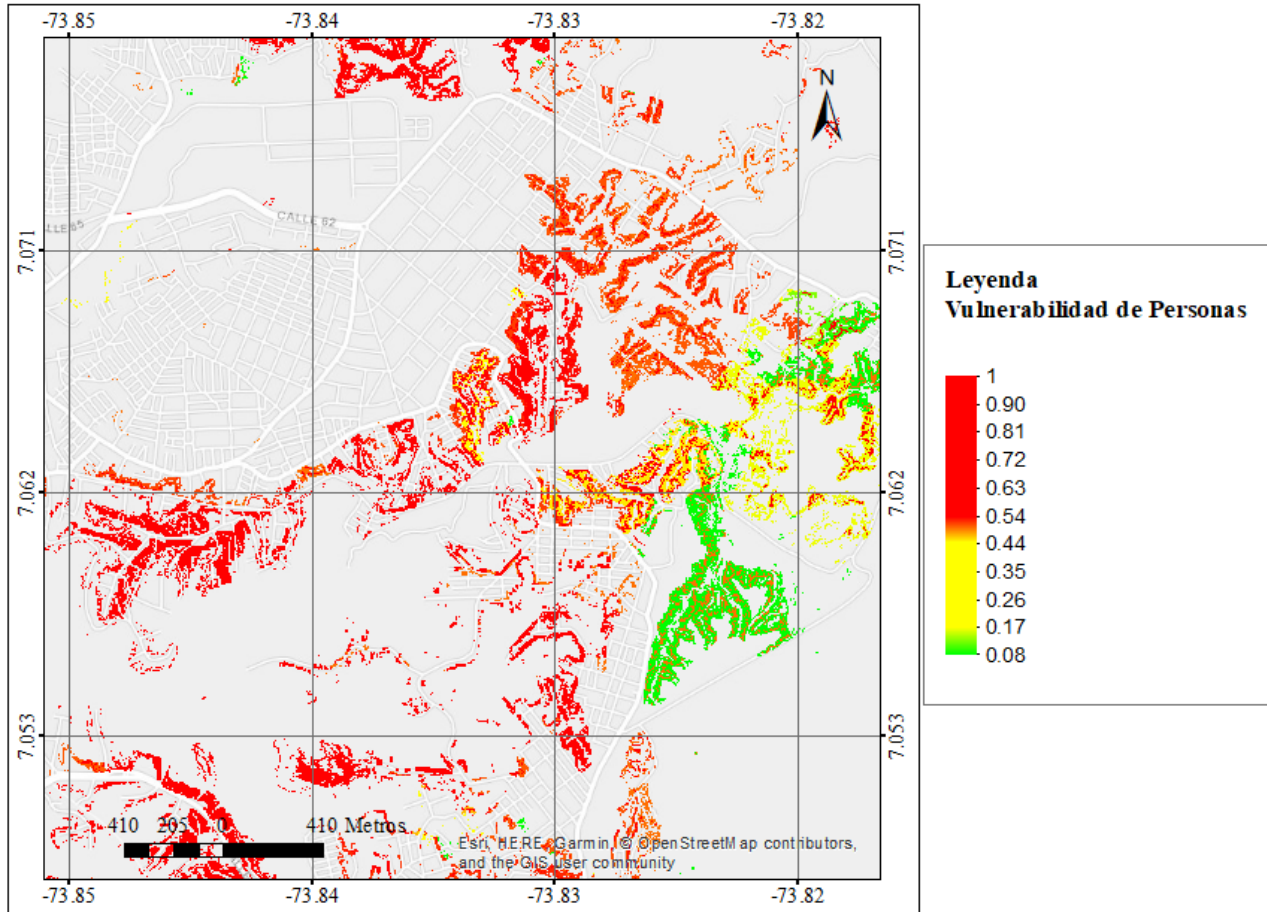 -73.85 -73.84 -73.83 -73.82
N
CALLE 62
LLE 65
7.071 7.071
7.062 7.062
7.053 7.053
410 205 0 410 Metros
Esri, HERE, Garmin, © OpenStreetMap contributors,
and the GIS user community
-73.85 -73.84 -73.83 -73.82
Leyenda
Vulnerabilidad de Personas
1
0.90
0.81
0.72
0.63
0.54
0.44
0.35
0.26
0.17
0.08